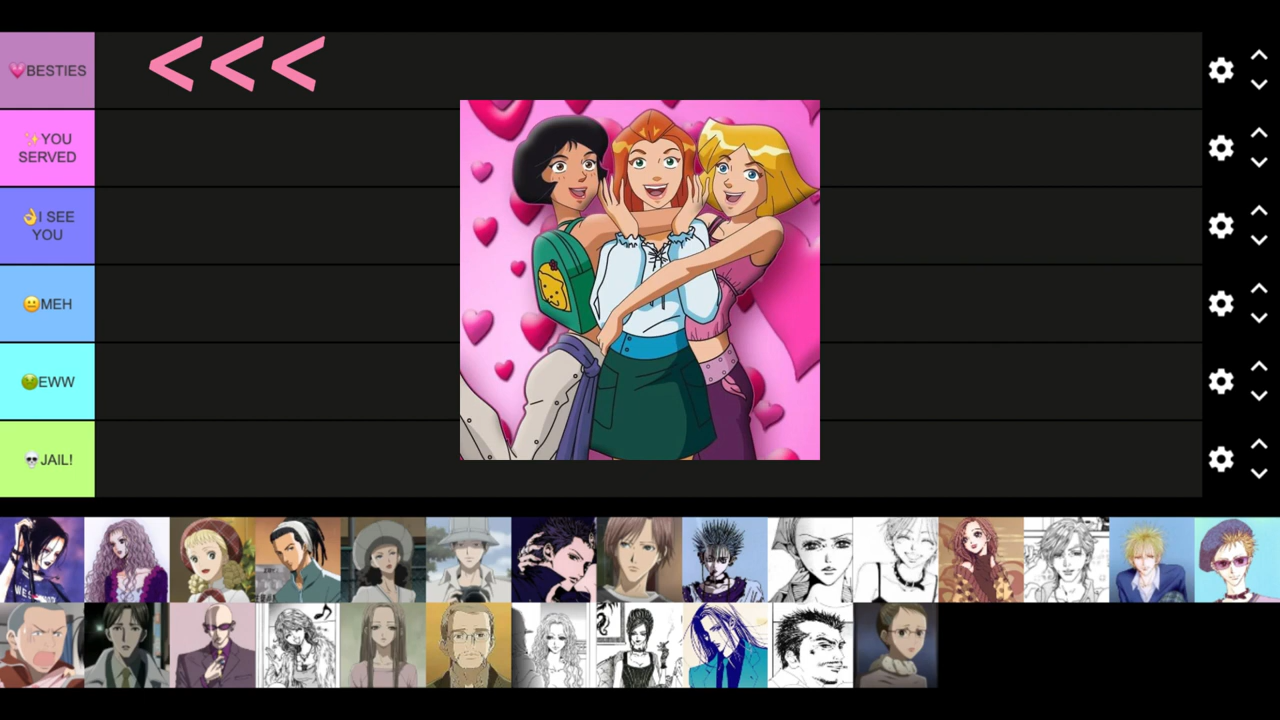 <<<
💗BESTIES
✨YOU
SERVED
👌I SEE
YOU
😐MEH
🤢EWW
💀JAIL!